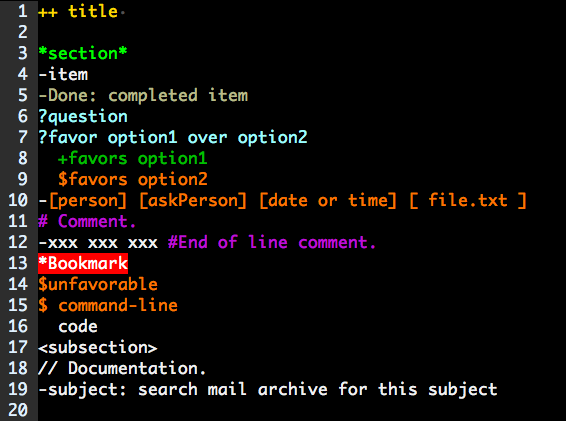 1 ++ title
2
3 *section*
4 -item
5 -Done: completed item
6 ?question
7 ?favor option1 over option2
8   +favors option1
9   $favors option2
10 -[person] [askPerson] [date or time] [ file.txt ]
11 # Comment.
12 -xxx xxx xxx #End of line comment.
13 *Bookmark
14 $unfavorable
15 $ command-line
16   code
17 <subsection>
18 // Documentation.
19 -subject: search mail archive for this subject
20